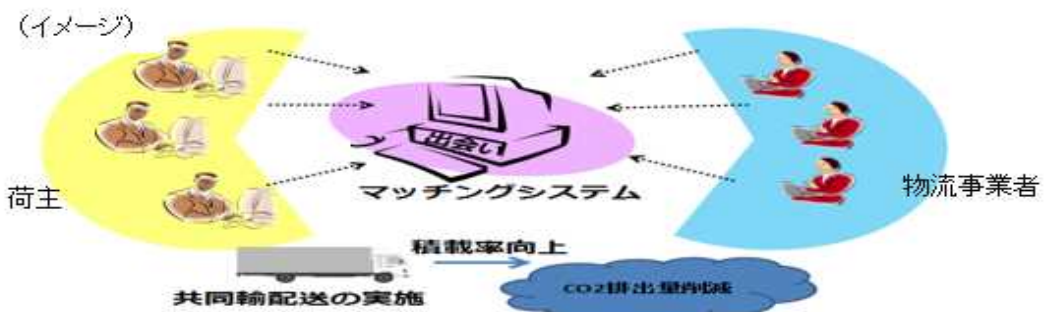 (イメージ)
出会い
マッチングシステム
荷主
物流事業者
積載率向上
共同輸配送の実施
CO2排出量削減